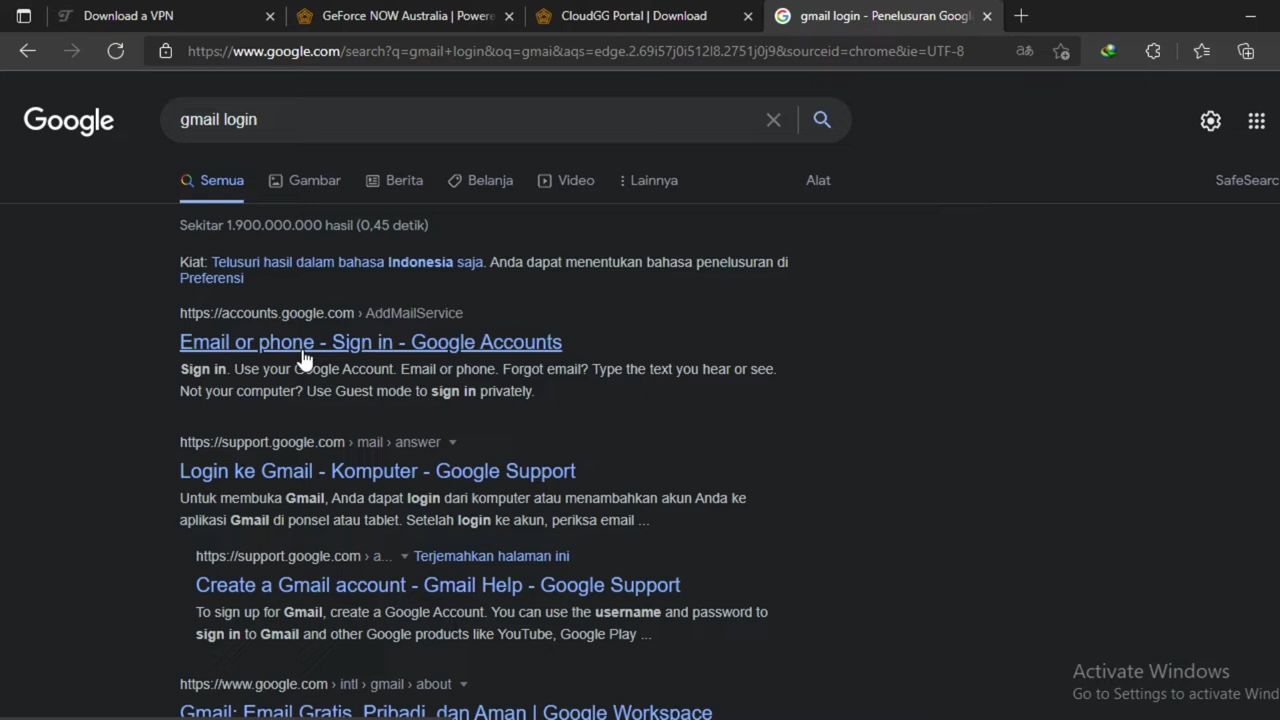 Download a VPN
GeForce NOW Australia | Powere
CloudGG Portal | Download
gmail login - Penelusuran Googl
https://www.google.com/search?q=gmail+login&oq=gmai&aqs=edge.2.69i57j0i512l8.2751j0j9&sourceid=chrome&ie=UTF-8
Google
gmail login
Semua
Gambar
Berita
Belanja
Video
Lainnya
Alat
SafeSearc
Sekitar 1.900.000.000 hasil (0,45 detik)
Kiat: Telusuri hasil dalam bahasa Indonesia saja. Anda dapat menentukan bahasa penelusuran di
Preferensi
https://accounts.google.com › AddMailService
Email or phone - Sign in - Google Accounts
Sign in. Use your Google Account. Email or phone. Forgot email? Type the text you hear or see.
Not your computer? Use Guest mode to sign in privately.
https://support.google.com › mail › answer
Login ke Gmail - Komputer - Google Support
Untuk membuka Gmail, Anda dapat login dari komputer atau menambahkan akun Anda ke
aplikasi Gmail di ponsel atau tablet. Setelah login ke akun, periksa email ...
https://support.google.com › a... Terjemahkan halaman ini
Create a Gmail account - Gmail Help - Google Support
To sign up for Gmail, create a Google Account. You can use the username and password to
sign in to Gmail and other Google products like YouTube, Google Play ...
https://www.google.com › intl › gmail › about
Gmail: Email Gratis, Pribadi, dan Aman | Google Workspace
Activate Windows
Go to Settings to activate Wind